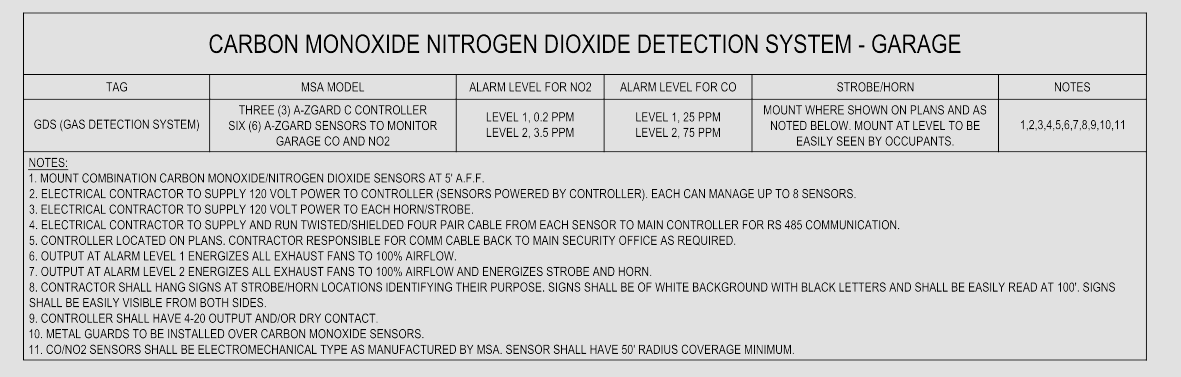 CARBON MONOXIDE NITROGEN DIOXIDE DETECTION SYSTEM - GARAGE
TAG
MSA MODEL
ALARM LEVEL FOR NO2
ALARM LEVEL FOR CO
STROBE/HORN
NOTES
GDS (GAS DETECTION SYSTEM)
THREE (3) A-ZGARD C CONTROLLER
SIX (6) A-ZGARD SENSORS TO MONITOR
GARAGE CO AND NO2
LEVEL 1, 0.2 PPM
LEVEL 2, 3.5 PPM
LEVEL 1, 25 PPM
LEVEL 2, 75 PPM
MOUNT WHERE SHOWN ON PLANS AND AS
NOTED BELOW. MOUNT AT LEVEL TO BE
EASILY SEEN BY OCCUPANTS.
1,2,3,4,5,6,7,8,9,10,11
NOTES:
1. MOUNT COMBINATION CARBON MONOXIDE/NITROGEN DIOXIDE SENSORS AT 5' A.F.F.
2. ELECTRICAL CONTRACTOR TO SUPPLY 120 VOLT POWER TO CONTROLLER (SENSORS POWERED BY CONTROLLER). EACH CAN MANAGE UP TO 8 SENSORS.
3. ELECTRICAL CONTRACTOR TO SUPPLY 120 VOLT POWER TO EACH HORN/STROBE.
4. ELECTRICAL CONTRACTOR TO SUPPLY AND RUN TWISTED/SHIELDED FOUR PAIR CABLE FROM EACH SENSOR TO MAIN CONTROLLER FOR RS 485 COMMUNICATION.
5. CONTROLLER LOCATED ON PLANS. CONTRACTOR RESPONSIBLE FOR COMM CABLE BACK TO MAIN SECURITY OFFICE AS REQUIRED.
6. OUTPUT AT ALARM LEVEL 1 ENERGIZES ALL EXHAUST FANS TO 100% AIRFLOW.
7. OUTPUT AT ALARM LEVEL 2 ENERGIZES ALL EXHAUST FANS TO 100% AIRFLOW AND ENERGIZES STROBE AND HORN.
8. CONTRACTOR SHALL HANG SIGNS AT STROBE/HORN LOCATIONS IDENTIFYING THEIR PURPOSE. SIGNS SHALL BE OF WHITE BACKGROUND WITH BLACK LETTERS AND SHALL BE EASILY READ AT 100'. SIGNS
SHALL BE EASILY VISIBLE FROM BOTH SIDES.
9. CONTROLLER SHALL HAVE 4-20 OUTPUT AND/OR DRY CONTACT.
10. METAL GUARDS TO BE INSTALLED OVER CARBON MONOXIDE SENSORS.
11. CO/NO2 SENSORS SHALL BE ELECTROMECHANICAL TYPE AS MANUFACTURED BY MSA. SENSOR SHALL HAVE 50' RADIUS COVERAGE MINIMUM.